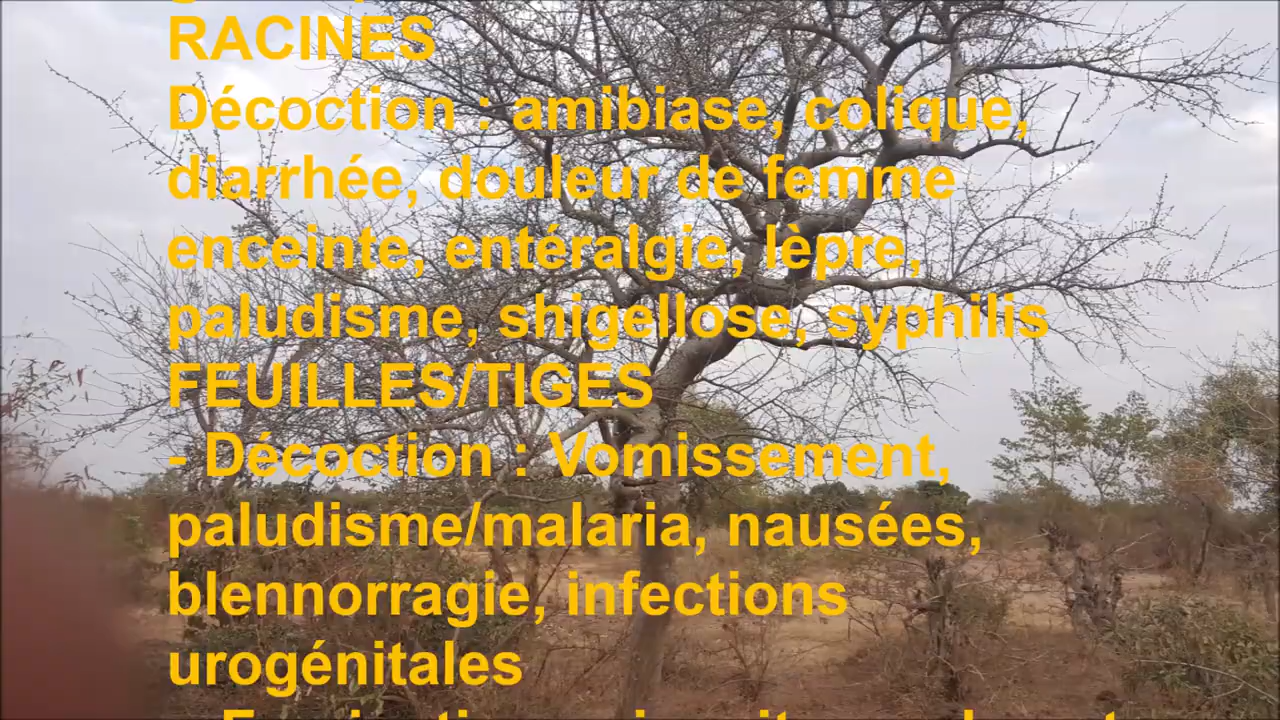 RACINES
Décoction : amibiase, colique,
diarrhée, douleur de femme
enceinte, entéralgie, lèpre,
paludisme, shigellose, syphilis
FEUILLES/TIGES
- Décoction : Vomissement,
paludisme/malaria, nausées,
blennorragie, infections
urogénitales